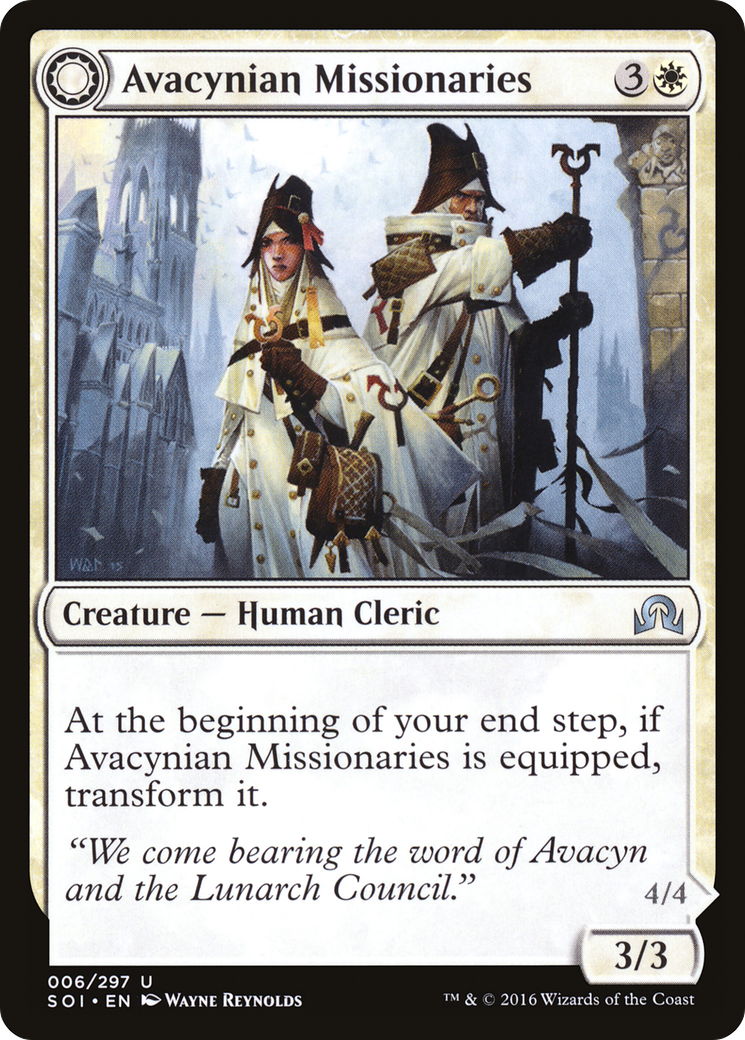 Avacynian Missionaries 3
Creature — Human Cleric
At the beginning of your end step, if
Avacynian Missionaries is equipped,
transform it.
“We come bearing the word of Avacyn
and the Lunarch Council.”
4/4
3/3
006/297 U
SOI • EN Wayne Reynolds
™ & © 2016 Wizards of the Coast